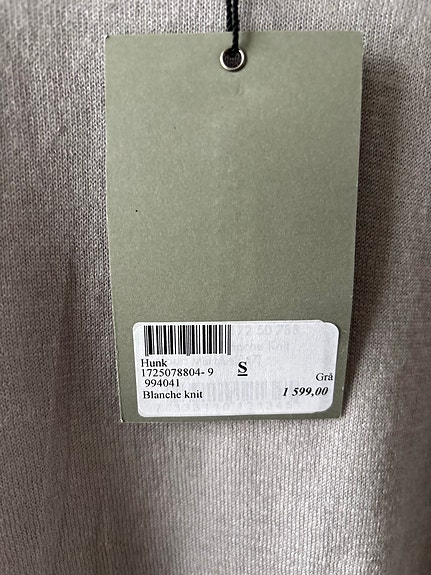 Hunk
1725078804- 9
S
994041
Grå
Blanche knit
1 599,00